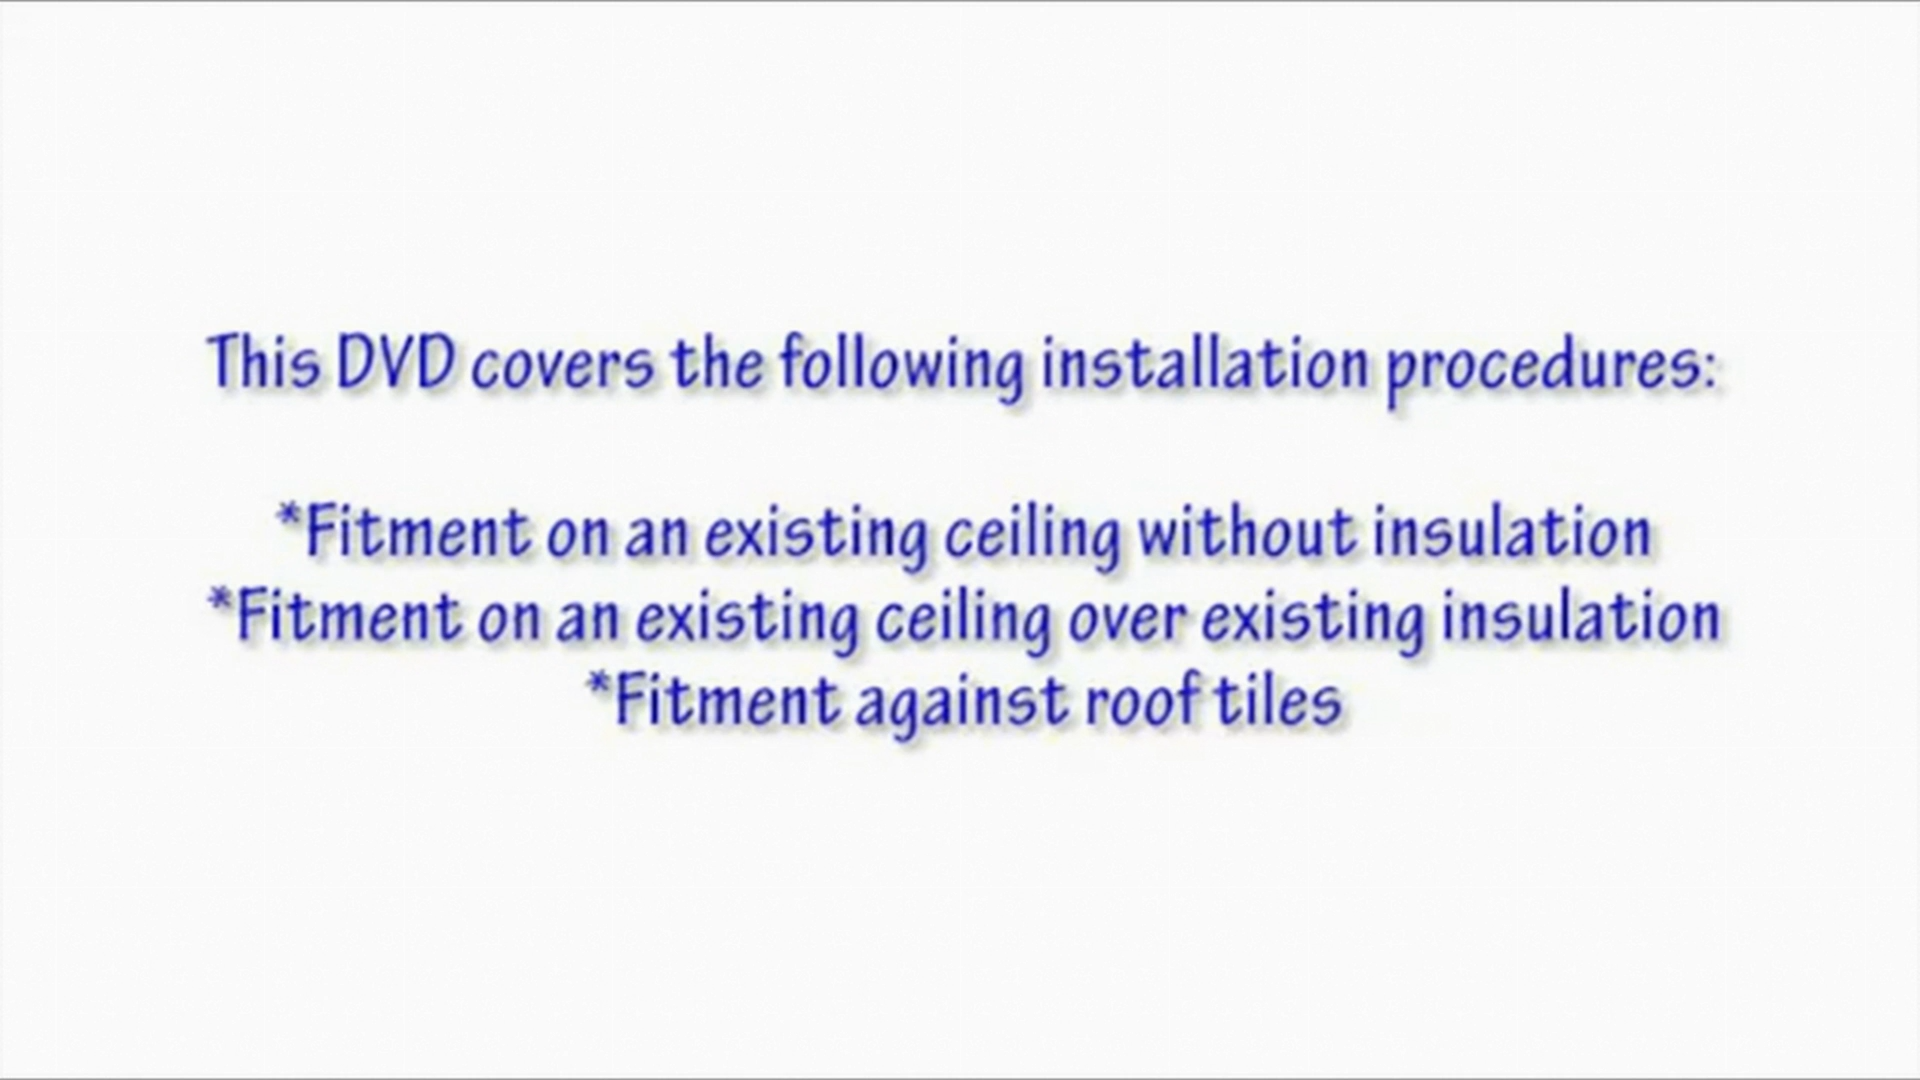 This DVD covers the following installation procedures:
*Fitment on an existing ceiling without insulation
*Fitment on an existing ceiling over existing insulation
*Fitment against roof tiles